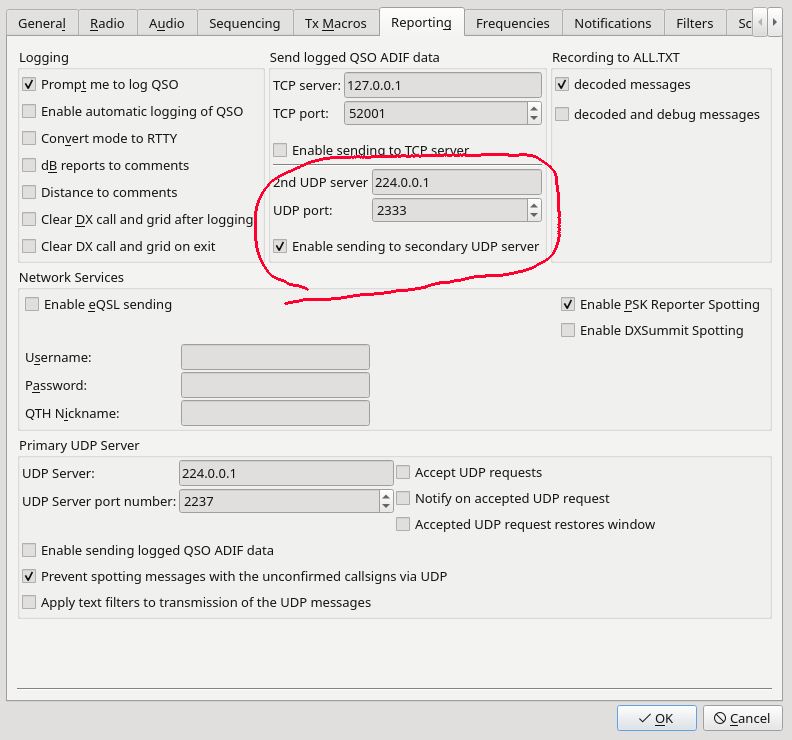 General Radio Audio Sequencing Tx Macros Reporting Frequencies Notifications Filters Sc
Logging
Prompt me to log QSO
Enable automatic logging of QSO
Convert mode to RTTY
dB reports to comments
Distance to comments
Clear DX call and grid after logging
Clear DX call and grid on exit
Send logged QSO ADIF data
TCP server: 127.0.0.1
TCP port: 52001
Enable sending to TCP server
2nd UDP server 224.0.0.1
UDP port: 2333
Enable sending to secondary UDP server
Recording to ALL.TXT
decoded messages
decoded and debug messages
Network Services
Enable eQSL sending
Enable PSK Reporter Spotting
Enable DXSummit Spotting
Username:
Password:
QTH Nickname:
Primary UDP Server
UDP Server: 224.0.0.1
UDP Server port number: 2237
Accept UDP requests
Notify on accepted UDP request
Accepted UDP request restores window
Enable sending logged QSO ADIF data
Prevent spotting messages with the unconfirmed callsigns via UDP
Apply text filters to transmission of the UDP messages
OK Cancel